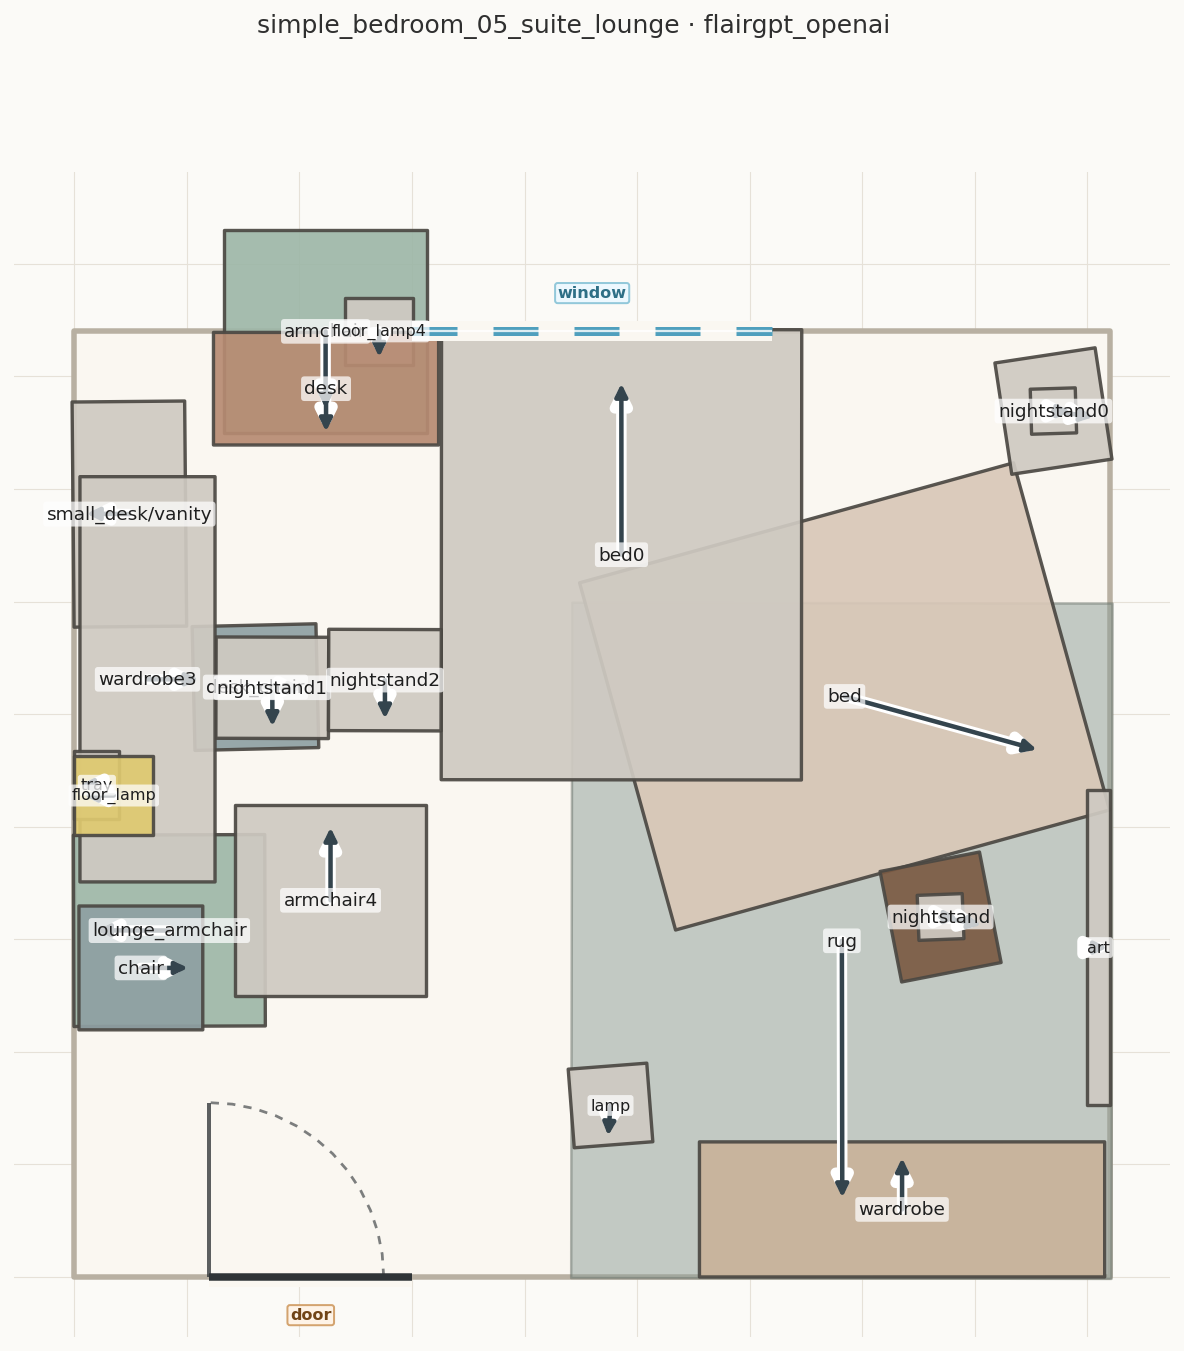 simple_bedroom_05_suite_lounge · flairgpt_openai
window
floor_lamp4
desk
nightstand0
small_desk/vanity
bed0
wardrobe3
nightstand1
nightstand2
bed
tray
floor_lamp
armchair4
lounge_armchair
chair
nightstand
rug
art
lamp
wardrobe
door